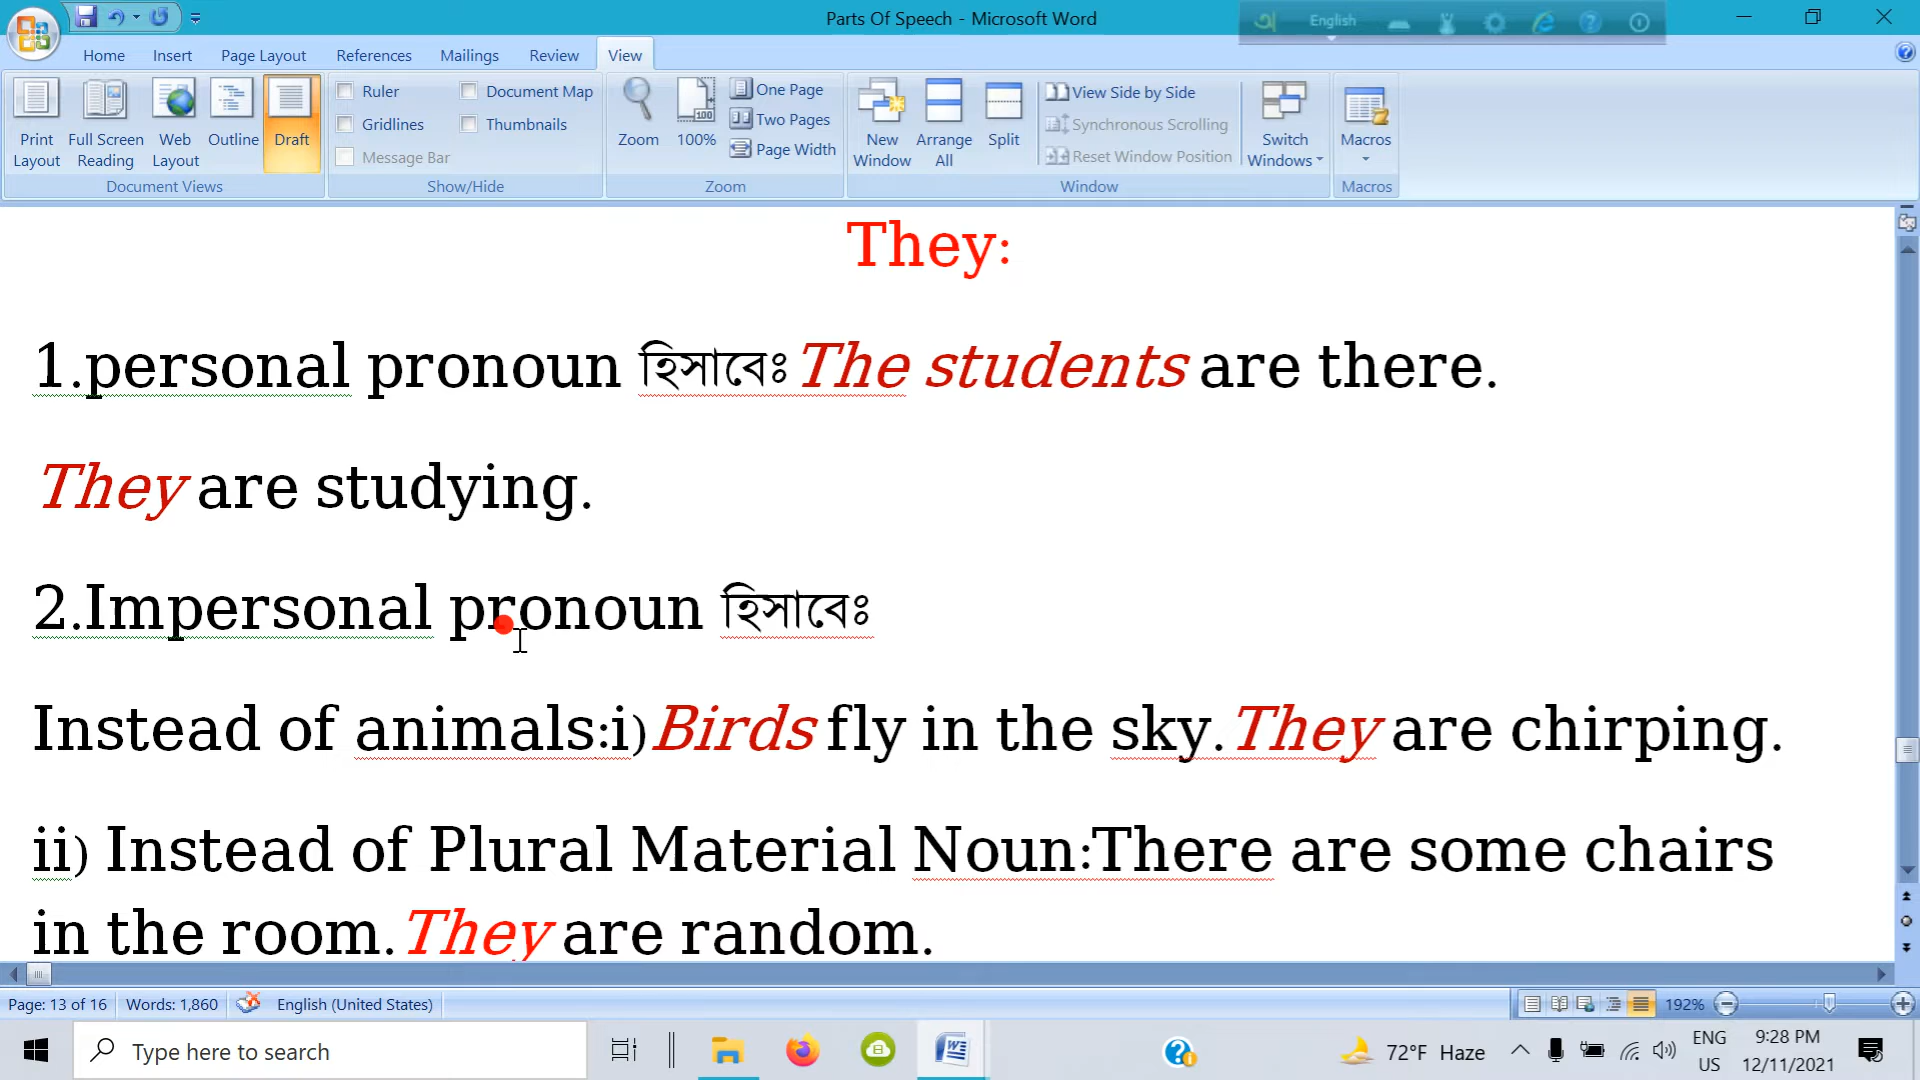 Parts Of Speech - Microsoft Word
অ English
Home Insert Page Layout References Mailings Review View
Print Layout Full Screen Reading Web Layout Outline Draft
Document Views
Ruler Document Map
Gridlines Thumbnails
Message Bar
Show/Hide
Zoom 100% One Page
Two Pages
Page Width
Zoom
New Window Arrange All Split
View Side by Side
Synchronous Scrolling
Reset Window Position
Switch Windows
Window
Macros
Macros
They:
1.personal pronoun হিসাবেঃ The students are there.
They are studying.
2.Impersonal pronoun হিসাবেঃ
Instead of animals:i)Birds fly in the sky.They are chirping.
ii) Instead of Plural Material Noun:There are some chairs
in the room.They are random.
Page: 13 of 16 Words: 1,860 English (United States) 192%
Type here to search
72°F Haze
ENG US
9:28 PM
12/11/2021